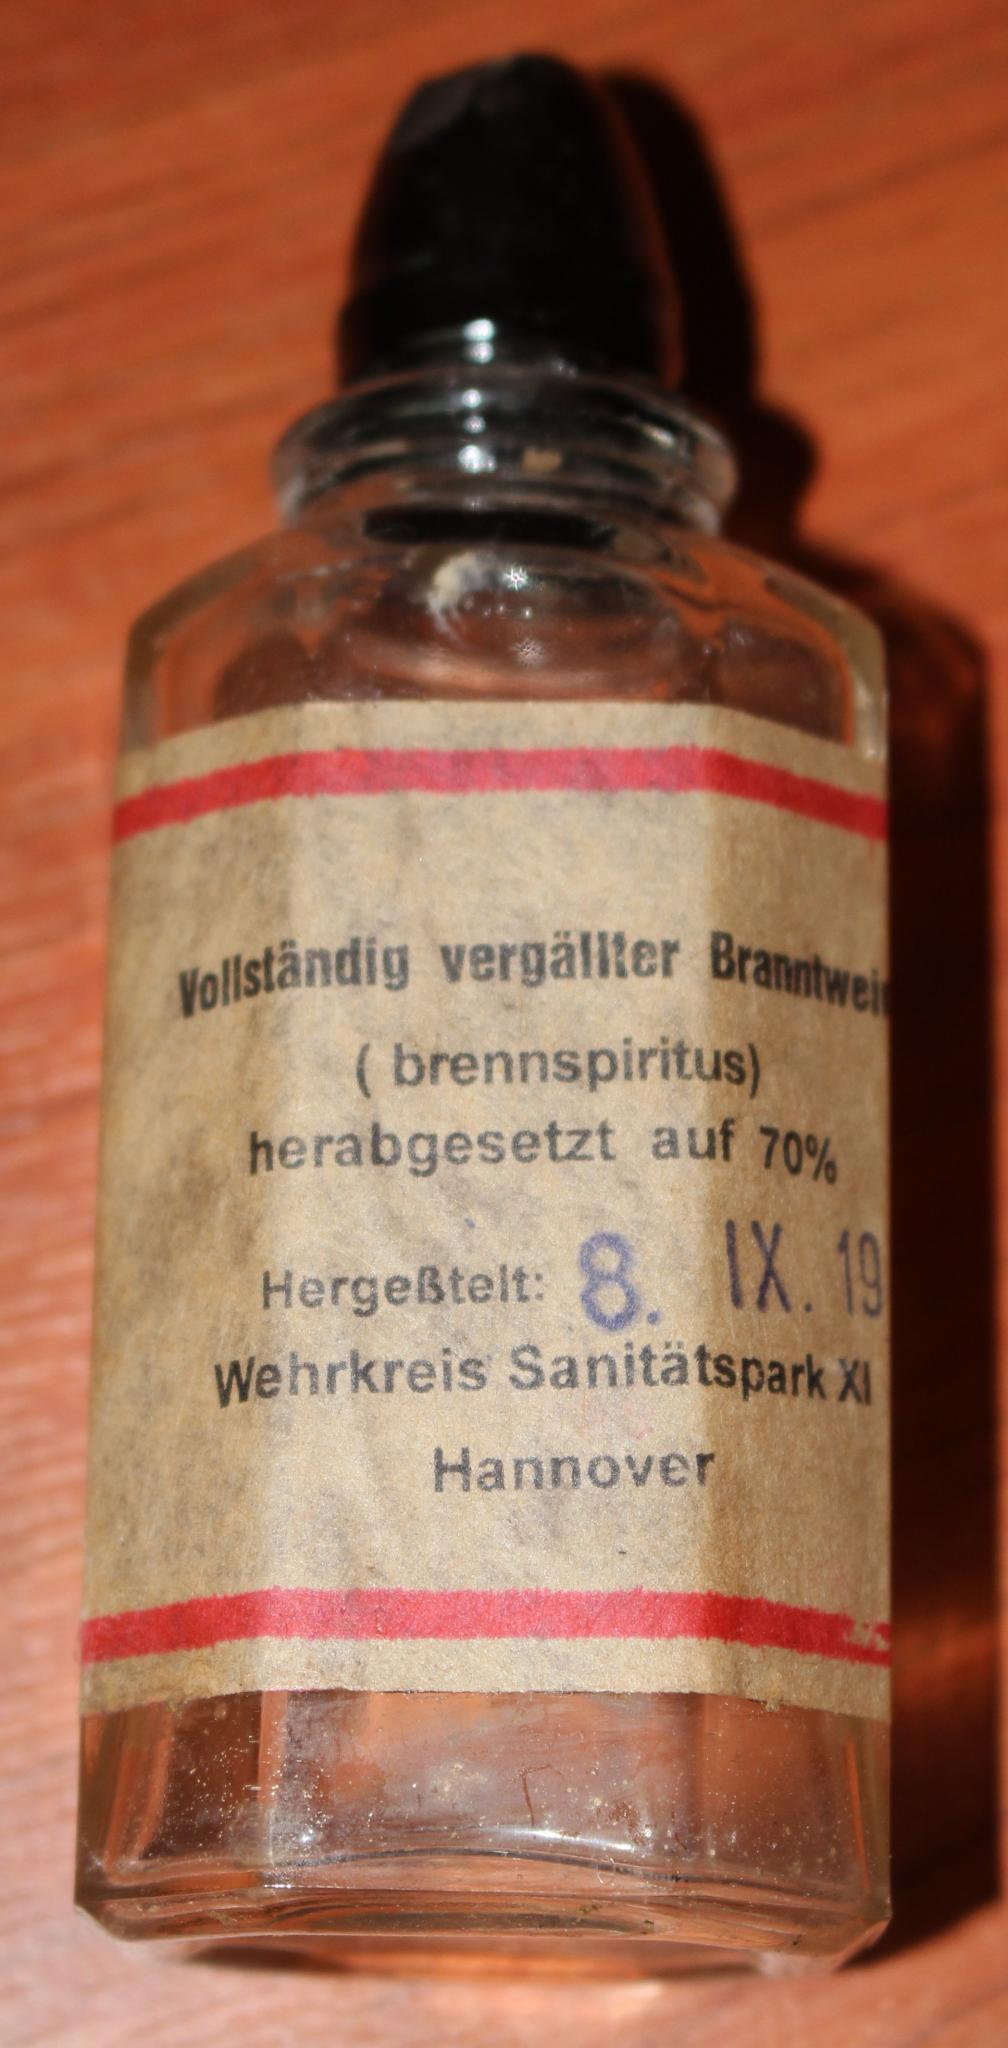 Vollständig vergällter Branntwein
( brennspiritus)
herabgesetzt auf 70%
Hergeßtelt: 8. IX. 19
Wehrkreis Sanitätspark XI
Hannover